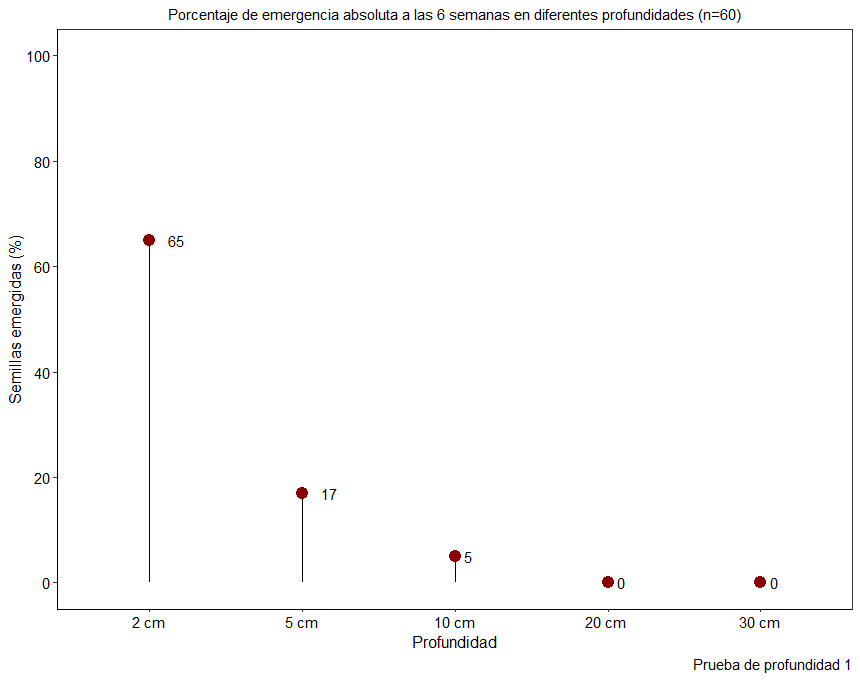 Porcentaje de emergencia absoluta a las 6 semanas en diferentes profundidades (n=60)
Semillas emergidas (%)
100
80
60
40
20
0
65
17
5
0
0
2 cm 5 cm 10 cm 20 cm 30 cm
Profundidad
Prueba de profundidad 1